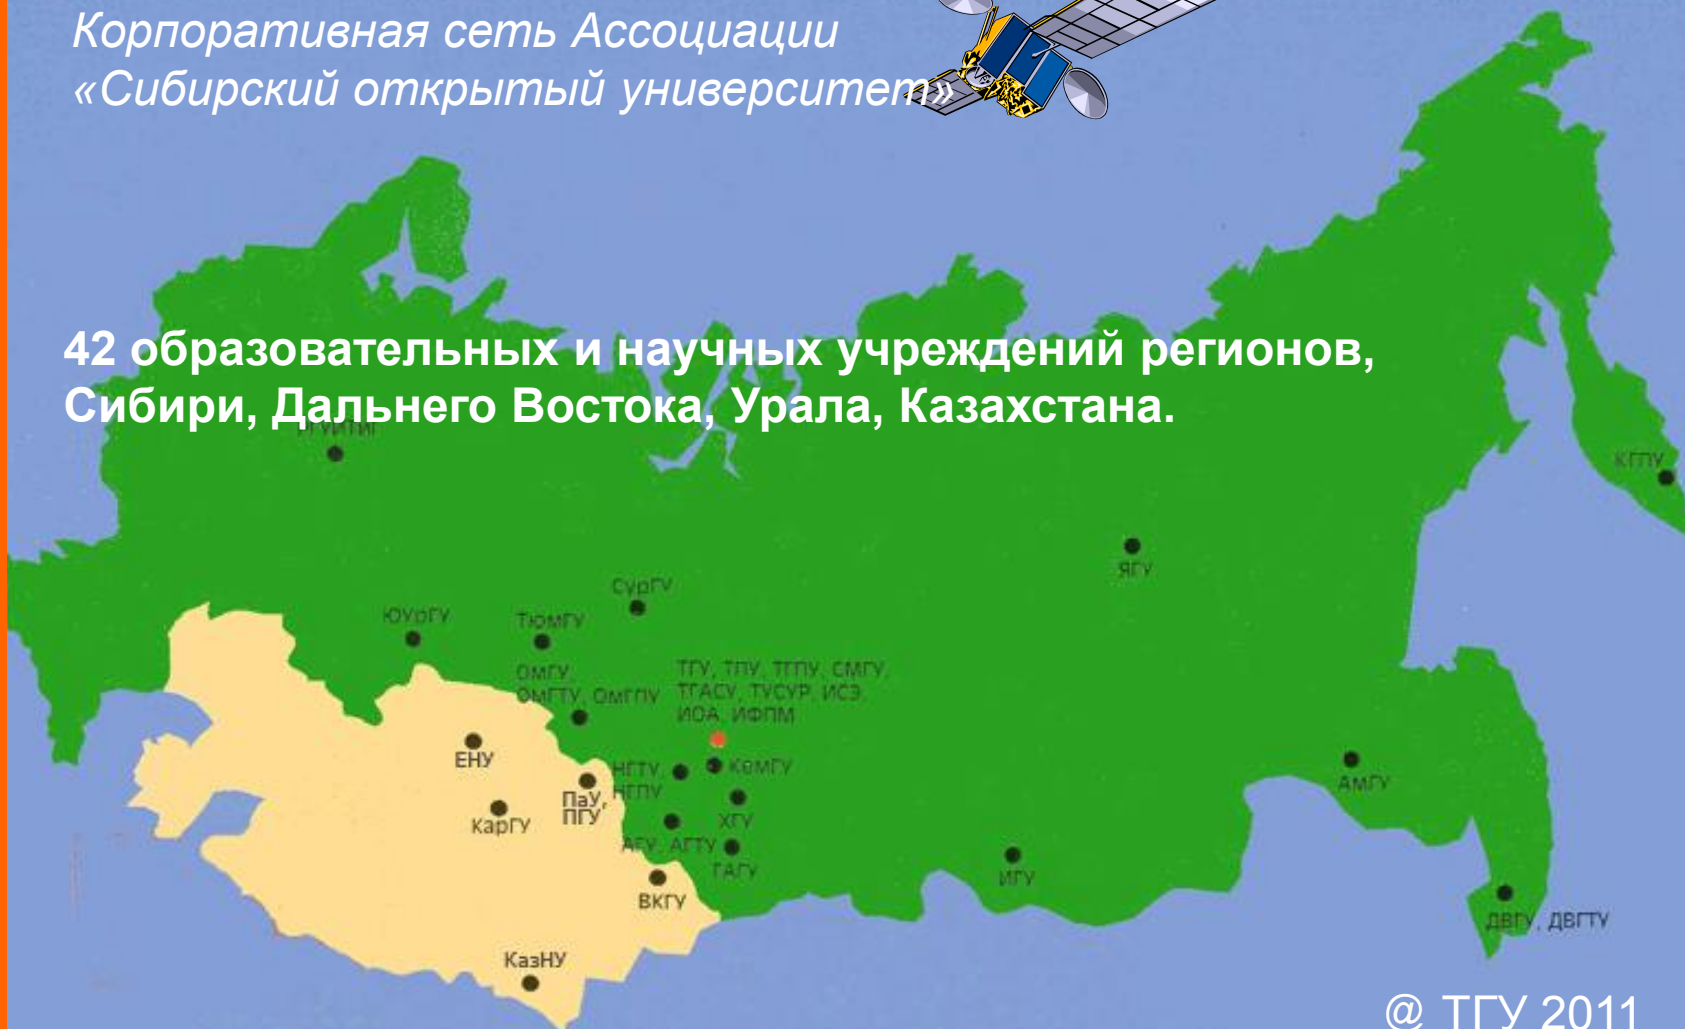 Корпоративная сеть Ассоциации
«Сибирский открытый университет»
42 образовательных и научных учреждений регионов,
Сибири, Дальнего Востока, Урала, Казахстана.
КГПУ
ЯГУ
СурГУ
ЮУрГУ
ТюмГУ
ОмГУ,
ОмГТУ, ОмГПУ
ТГУ, ТПУ, ТГПУ, СМГУ,
ТГАСУ, ТУСУР, ИСЭ,
ИОА, ИФПМ
ЕНУ
НГТУ,
НГПУ
КемГУ
АмГУ
ПаУ,
ПГУ
КарГУ
ХГУ
АГУ, АГТУ
ГАГУ
ИГУ
ВКГУ
ДВГУ, ДВГТУ
КазНУ
@ ТГУ 2011